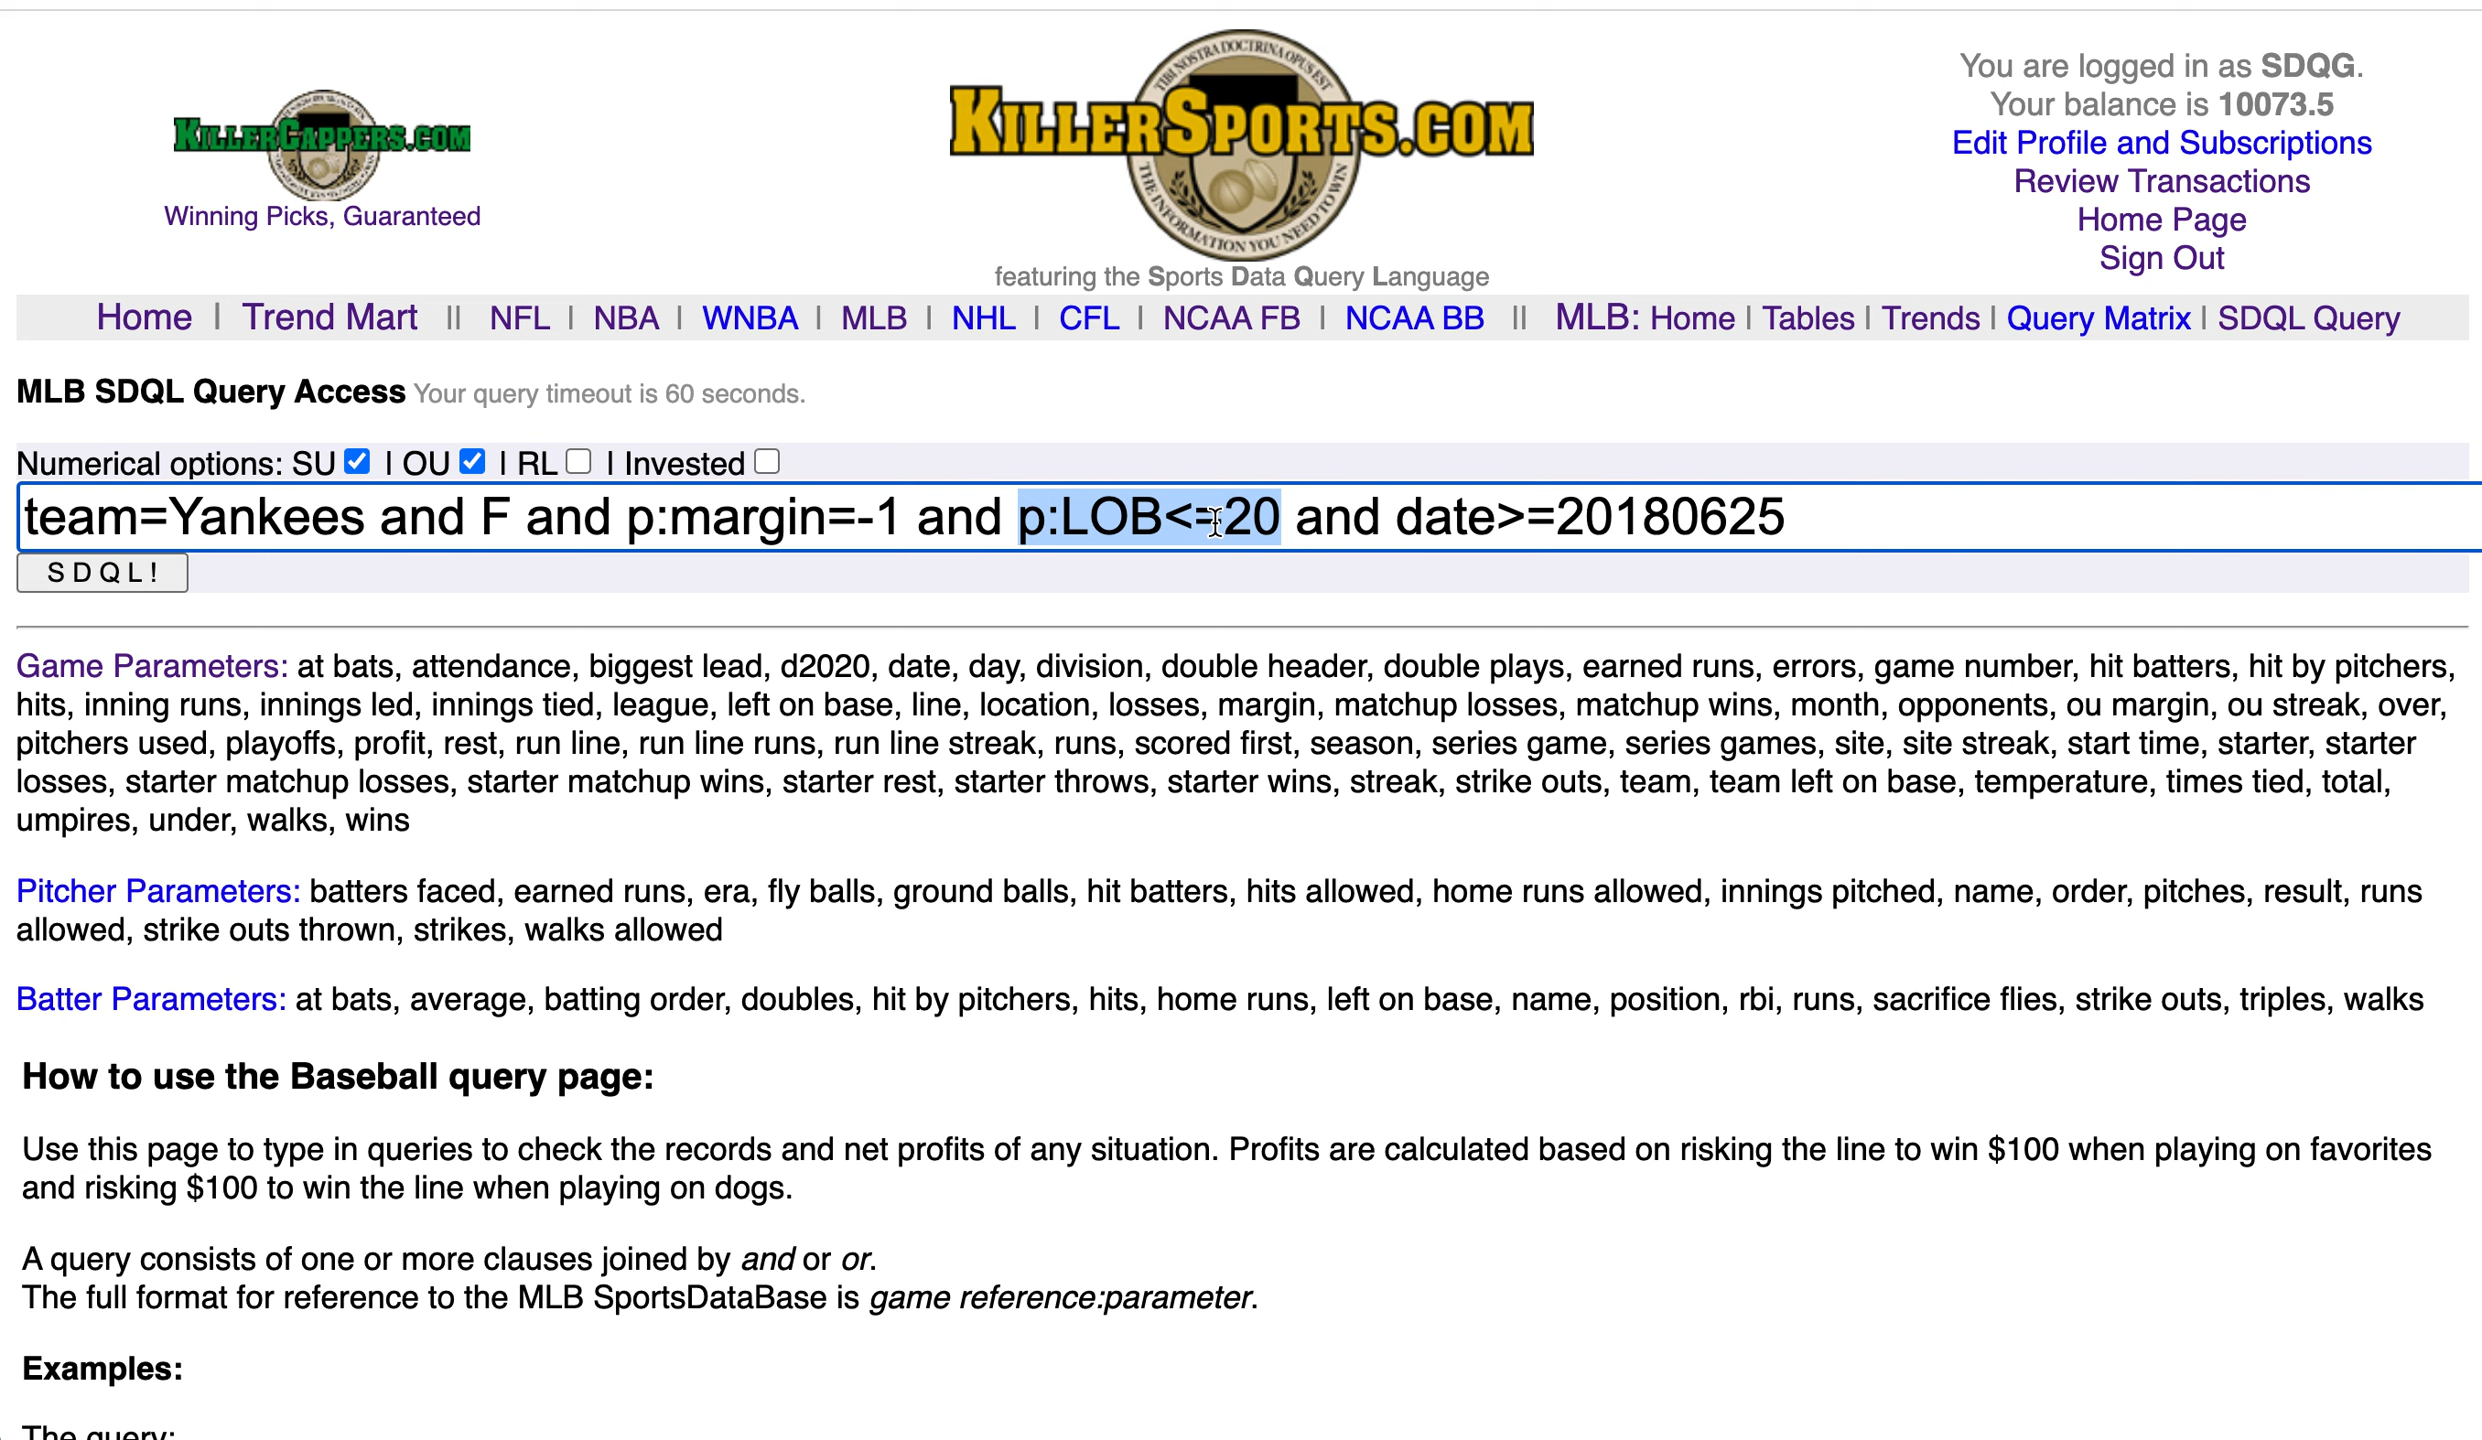 KILLERCAPPERS.COM
Winning Picks, Guaranteed
TIBI NOSTRA DOCTRINA OPUS EST
KILLERSPORTS.COM
THE INFORMATION YOU NEED TO WIN
featuring the Sports Data Query Language
You are logged in as SDQG.
Your balance is 10073.5
Edit Profile and Subscriptions
Review Transactions
Home Page
Sign Out
Home | Trend Mart || NFL | NBA | WNBA | MLB | NHL | CFL | NCAA FB | NCAA BB || MLB: Home | Tables | Trends | Query Matrix | SDQL Query
MLB SDQL Query Access Your query timeout is 60 seconds.
Numerical options: SU | OU | RL | Invested
team=Yankees and F and p:margin=-1 and p:LOB<=20 and date>=20180625
S D Q L !
Game Parameters: at bats, attendance, biggest lead, d2020, date, day, division, double header, double plays, earned runs, errors, game number, hit batters, hit by pitchers,
hits, inning runs, innings led, innings tied, league, left on base, line, location, losses, margin, matchup losses, matchup wins, month, opponents, ou margin, ou streak, over,
pitchers used, playoffs, profit, rest, run line, run line runs, run line streak, runs, scored first, season, series game, series games, site, site streak, start time, starter, starter
losses, starter matchup losses, starter matchup wins, starter rest, starter throws, starter wins, streak, strike outs, team, team left on base, temperature, times tied, total,
umpires, under, walks, wins
Pitcher Parameters: batters faced, earned runs, era, fly balls, ground balls, hit batters, hits allowed, home runs allowed, innings pitched, name, order, pitches, result, runs
allowed, strike outs thrown, strikes, walks allowed
Batter Parameters: at bats, average, batting order, doubles, hit by pitchers, hits, home runs, left on base, name, position, rbi, runs, sacrifice flies, strike outs, triples, walks
How to use the Baseball query page:
Use this page to type in queries to check the records and net profits of any situation. Profits are calculated based on risking the line to win $100 when playing on favorites
and risking $100 to win the line when playing on dogs.
A query consists of one or more clauses joined by and or or.
The full format for reference to the MLB SportsDataBase is game reference:parameter.
Examples:
The query: